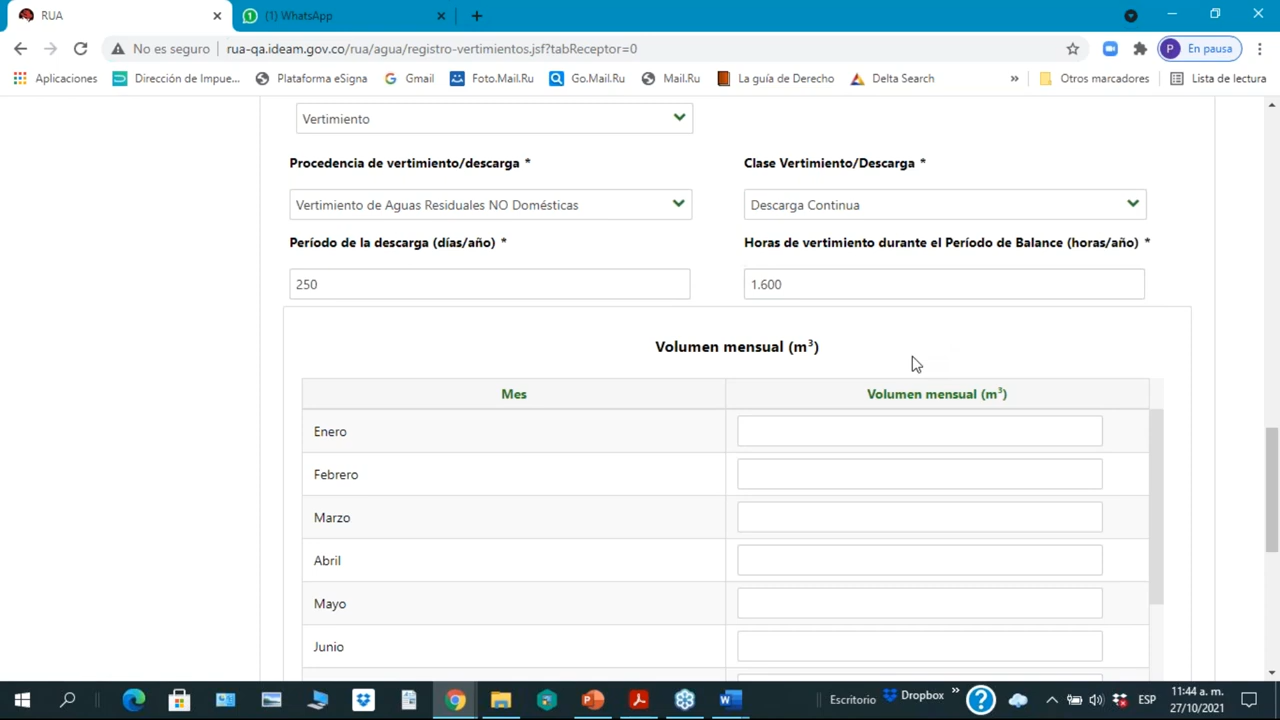 RUA
(1) WhatsApp
No es seguro
rua-qa.ideam.gov.co/rua/agua/registro-vertimientos.jsf?tabReceptor=0
P En pausa
Aplicaciones
Dirección de Impue...
Plataforma eSigna
Gmail
Foto.Mail.Ru
Go.Mail.Ru
Mail.Ru
La guía de Derecho
Delta Search
»
Otros marcadores
Lista de lectura
Vertimiento
Procedencia de vertimiento/descarga *
Clase Vertimiento/Descarga *
Vertimiento de Aguas Residuales NO Domésticas
Descarga Continua
Período de la descarga (días/año) *
Horas de vertimiento durante el Período de Balance (horas/año) *
250
1.600
Volumen mensual (m³)
Mes
Volumen mensual (m³)
Enero
Febrero
Marzo
Abril
Mayo
Junio
Escritorio
Dropbox
»
ESP
11:44 a. m.
27/10/2021